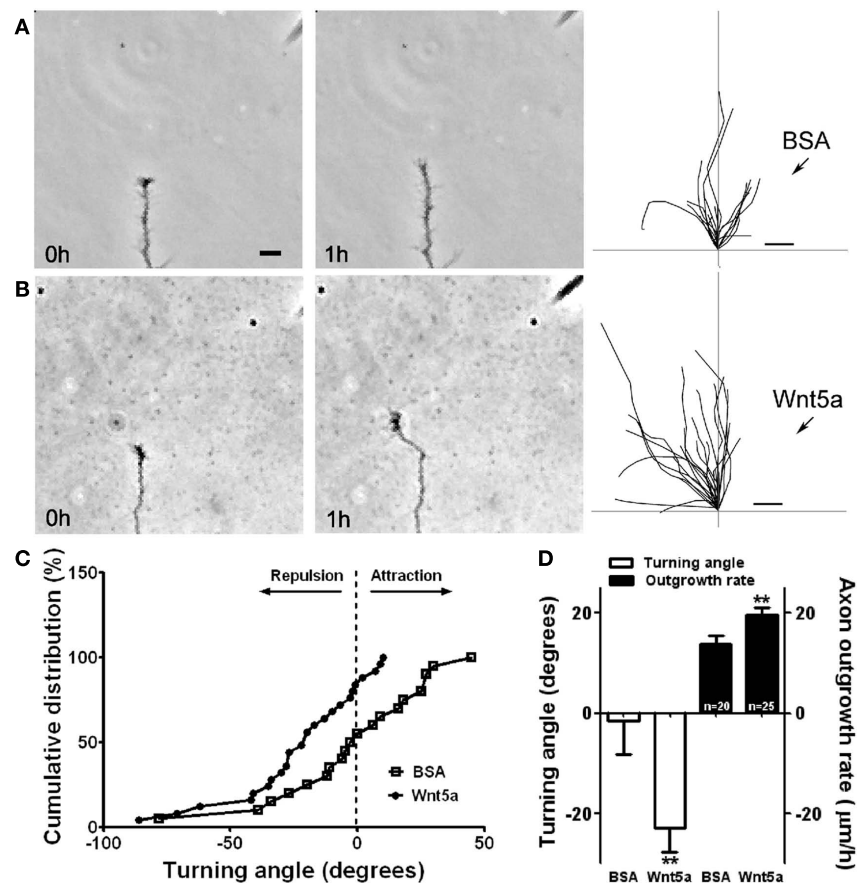 A
0h
1h
BSA
B
0h
1h
Wnt5a
C
Cumulative distribution (%)
150
100
50
0
Repulsion
Attraction
BSA
Wnt5a
-100
-50
0
50
Turning angle (degrees)
D
Turning angle
Outgrowth rate
Turning angle (degrees)
20
0
-20
**
**
n=20
n=25
20
0
-20
Axon outgrowth
rate ( µm/h)
BSA Wnt5a BSA Wnt5a